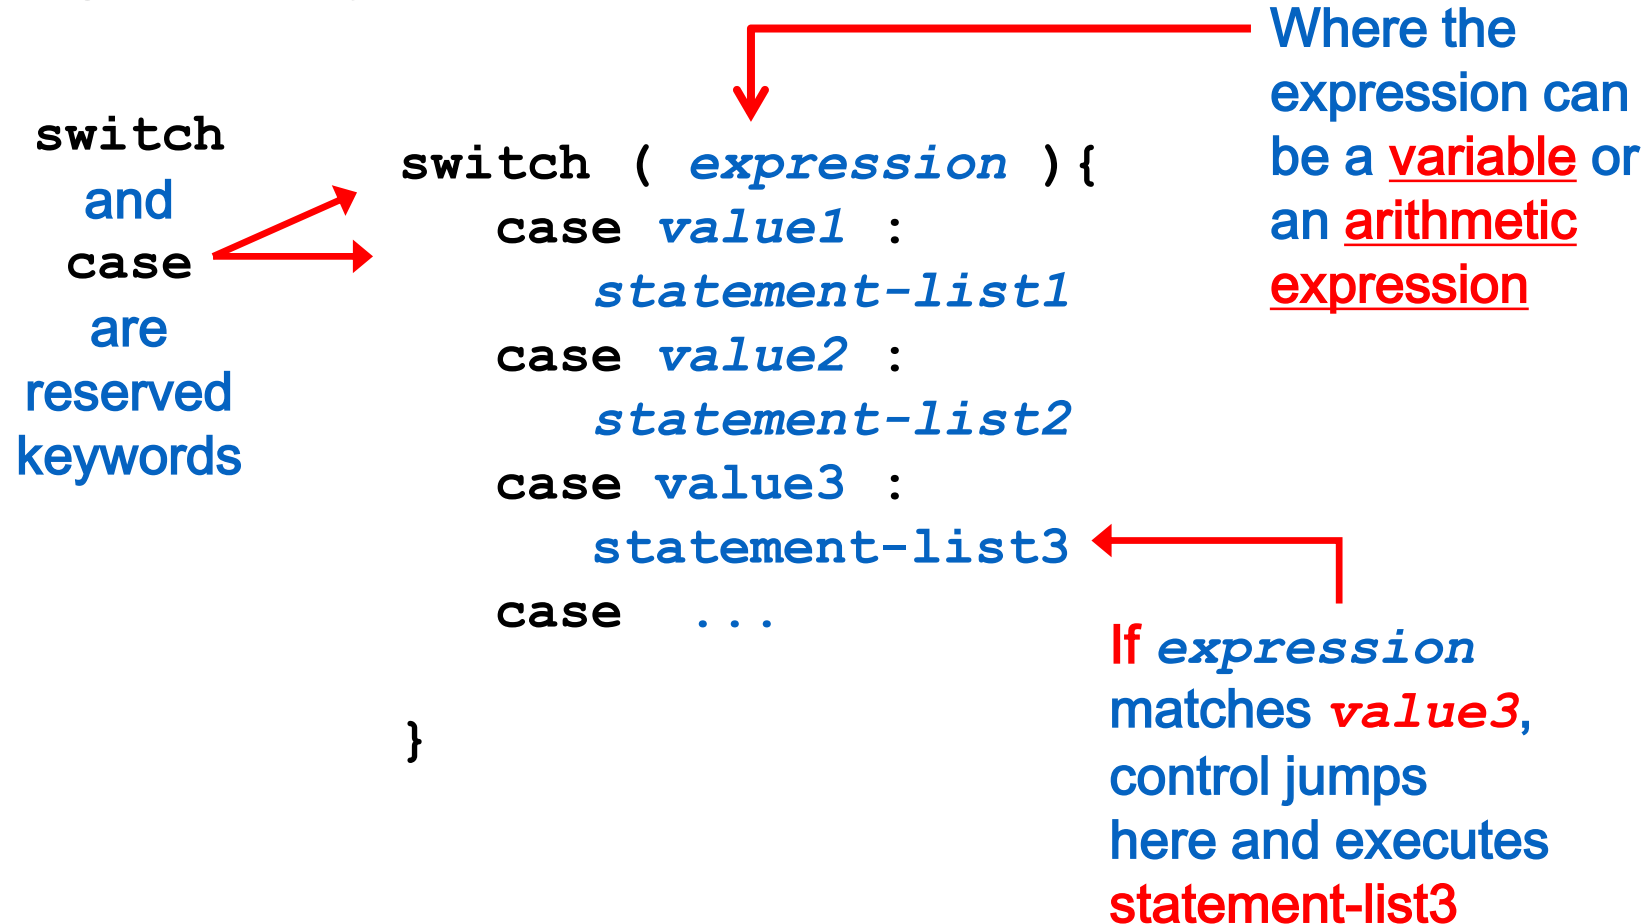 switch
and
case
are
reserved
keywords
switch ( expression ){
case value1 :
statement-list1
case value2 :
statement-list2
case value3 :
statement-list3
case ...
}
Where the
expression can
be a variable or
an arithmetic
expression
If expression
matches value3,
control jumps
here and executes
statement-list3